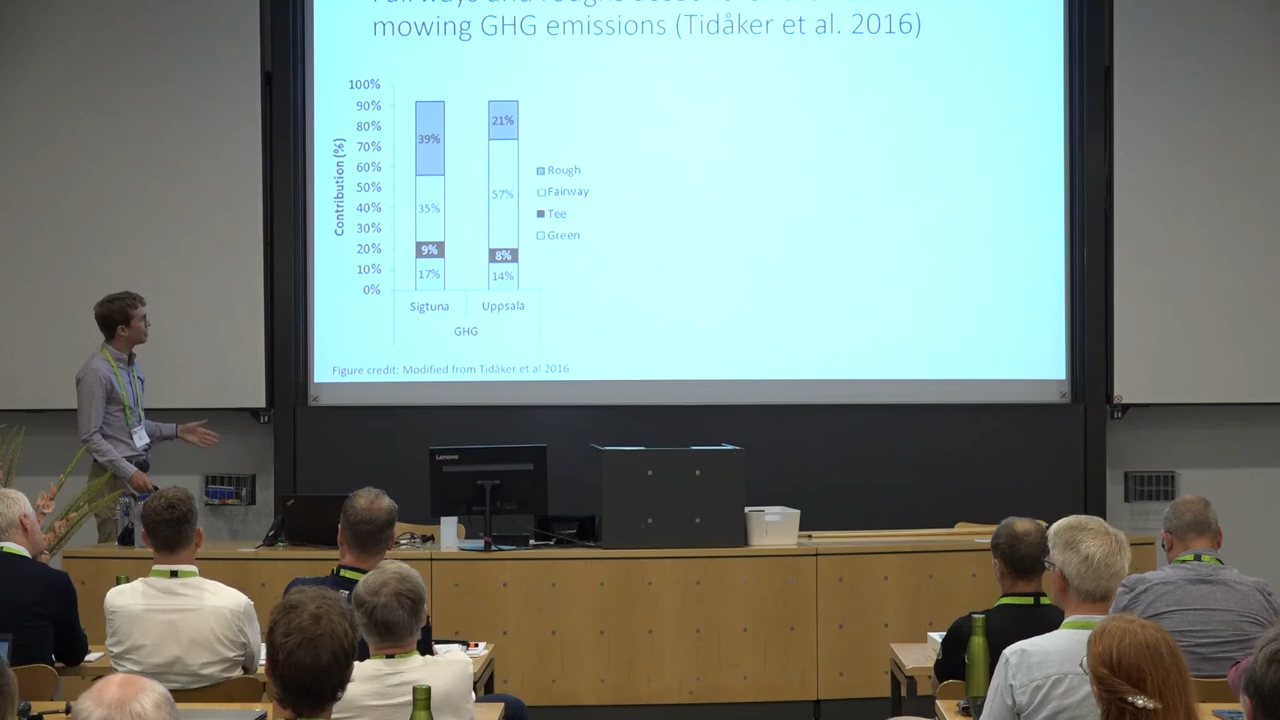 mowing GHG emissions (Tidåker et al. 2016)
100%
90%
80%
70%
60%
50%
40%
30%
20%
10%
0%
Contribution (%)
39%
35%
9%
17%
21%
57%
8%
14%
Rough
Fairway
Tee
Green
Sigtuna
Uppsala
GHG
Figure credit: Modified from Tidåker et al 2016
Lenovo